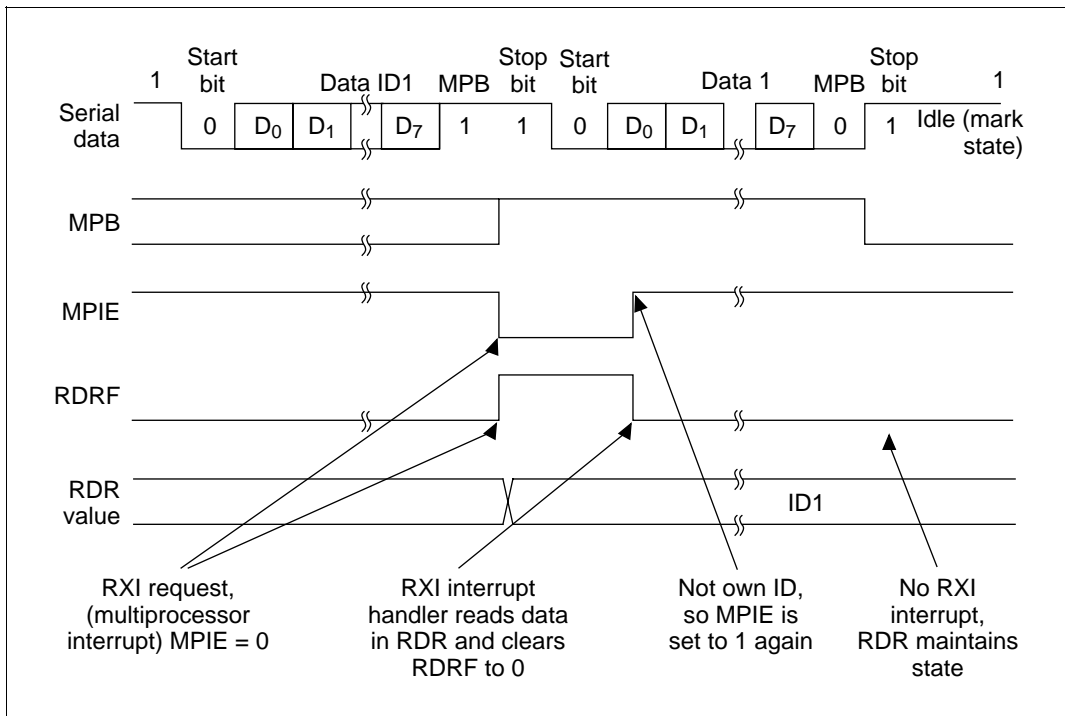 1 Start bit Data ID1 MPB Stop bit Start bit Data 1 MPB Stop bit 1
Serial data 0 D₀ D₁ D₇ 1 1 0 D₀ D₁ D₇ 0 1 Idle (mark state)
MPB
MPIE
RDRF
RDR value ID1
RXI request,
(multiprocessor
interrupt) MPIE = 0
RXI interrupt
handler reads data
in RDR and clears
RDRF to 0
Not own ID,
so MPIE is
set to 1 again
No RXI
interrupt,
RDR maintains
state